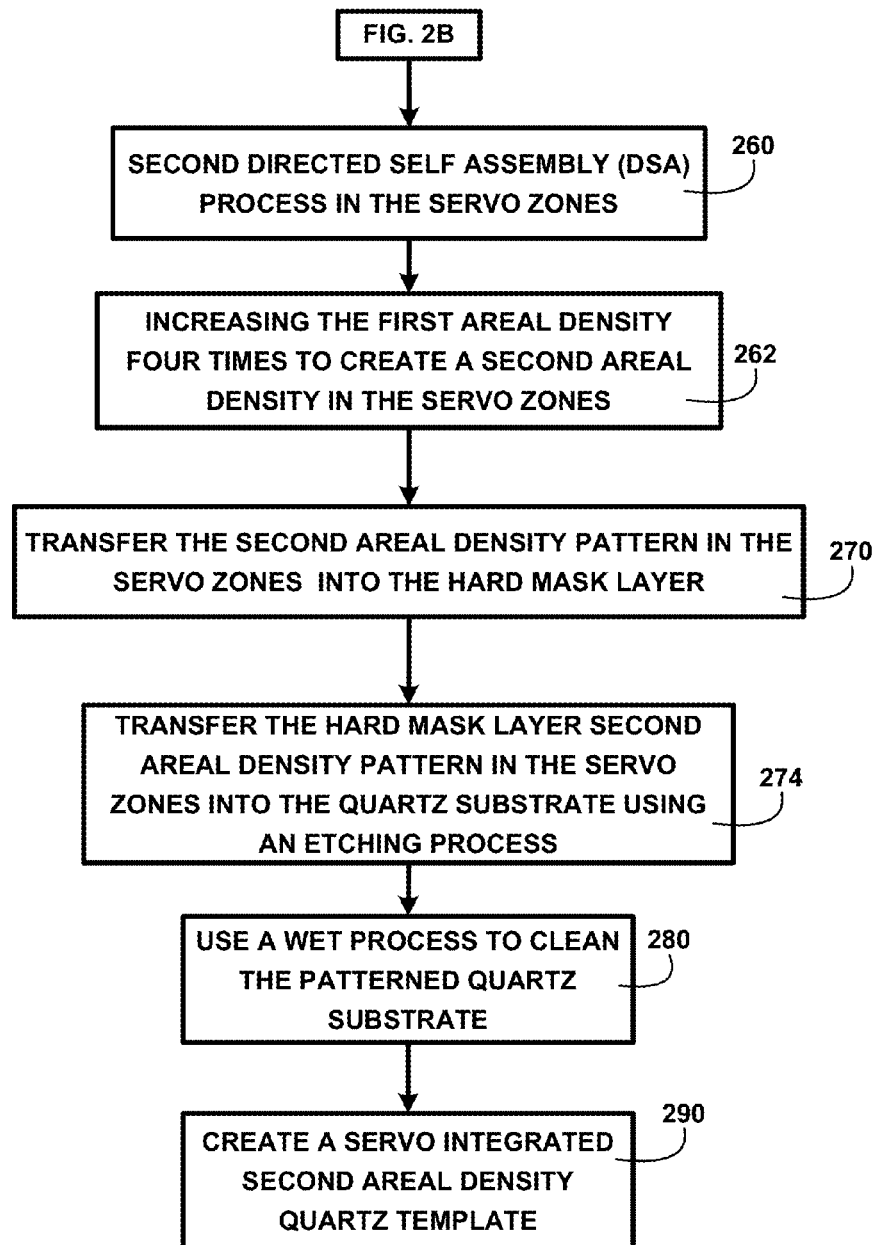 FIG. 2B
SECOND DIRECTED SELF ASSEMBLY (DSA)
PROCESS IN THE SERVO ZONES
260
INCREASING THE FIRST AREAL DENSITY
FOUR TIMES TO CREATE A SECOND AREAL
DENSITY IN THE SERVO ZONES
262
TRANSFER THE SECOND AREAL DENSITY PATTERN IN THE
SERVO ZONES INTO THE HARD MASK LAYER
270
TRANSFER THE HARD MASK LAYER SECOND
AREAL DENSITY PATTERN IN THE SERVO
ZONES INTO THE QUARTZ SUBSTRATE USING
AN ETCHING PROCESS
274
USE A WET PROCESS TO CLEAN
THE PATTERNED QUARTZ
SUBSTRATE
280
CREATE A SERVO INTEGRATED
SECOND AREAL DENSITY
QUARTZ TEMPLATE
290